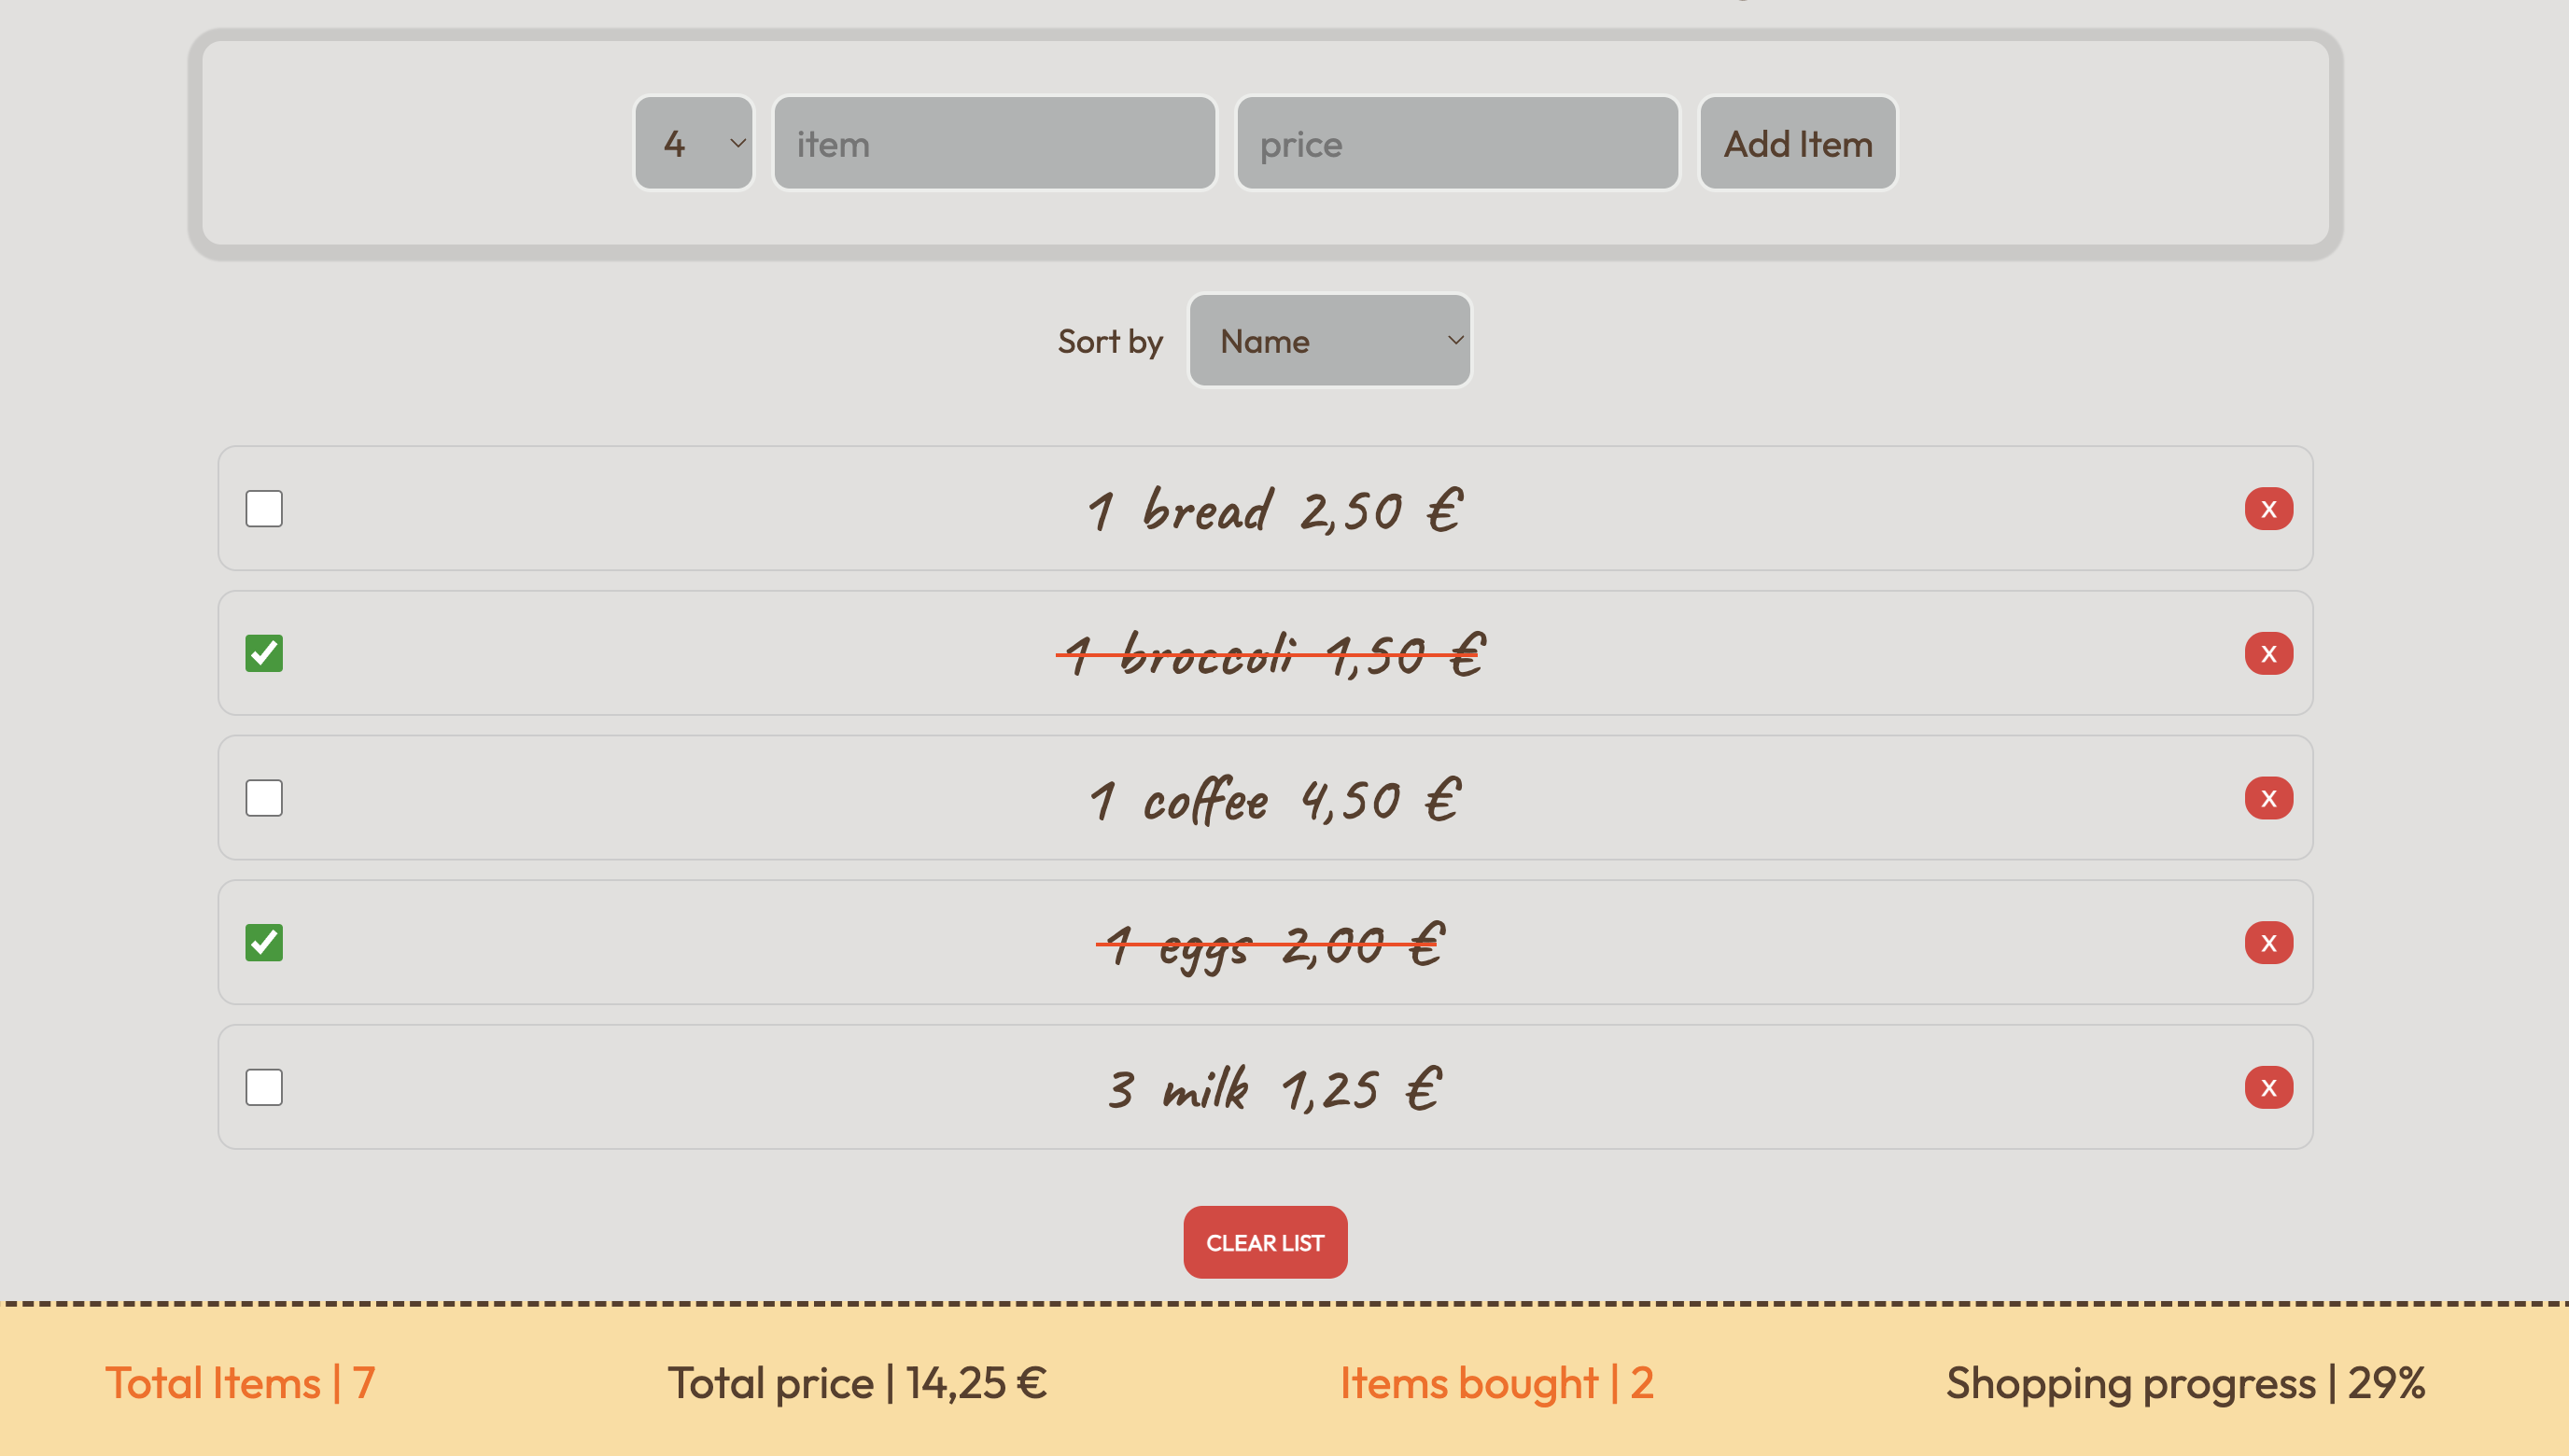 4 item price Add Item
Sort by Name
1 bread 2,50 € X
1 broccoli 1,50 € X
1 coffee 4,50 € X
1 eggs 2,00 € X
3 milk 1,25 € X
CLEAR LIST
Total Items | 7 Total price | 14,25 € Items bought | 2 Shopping progress | 29%